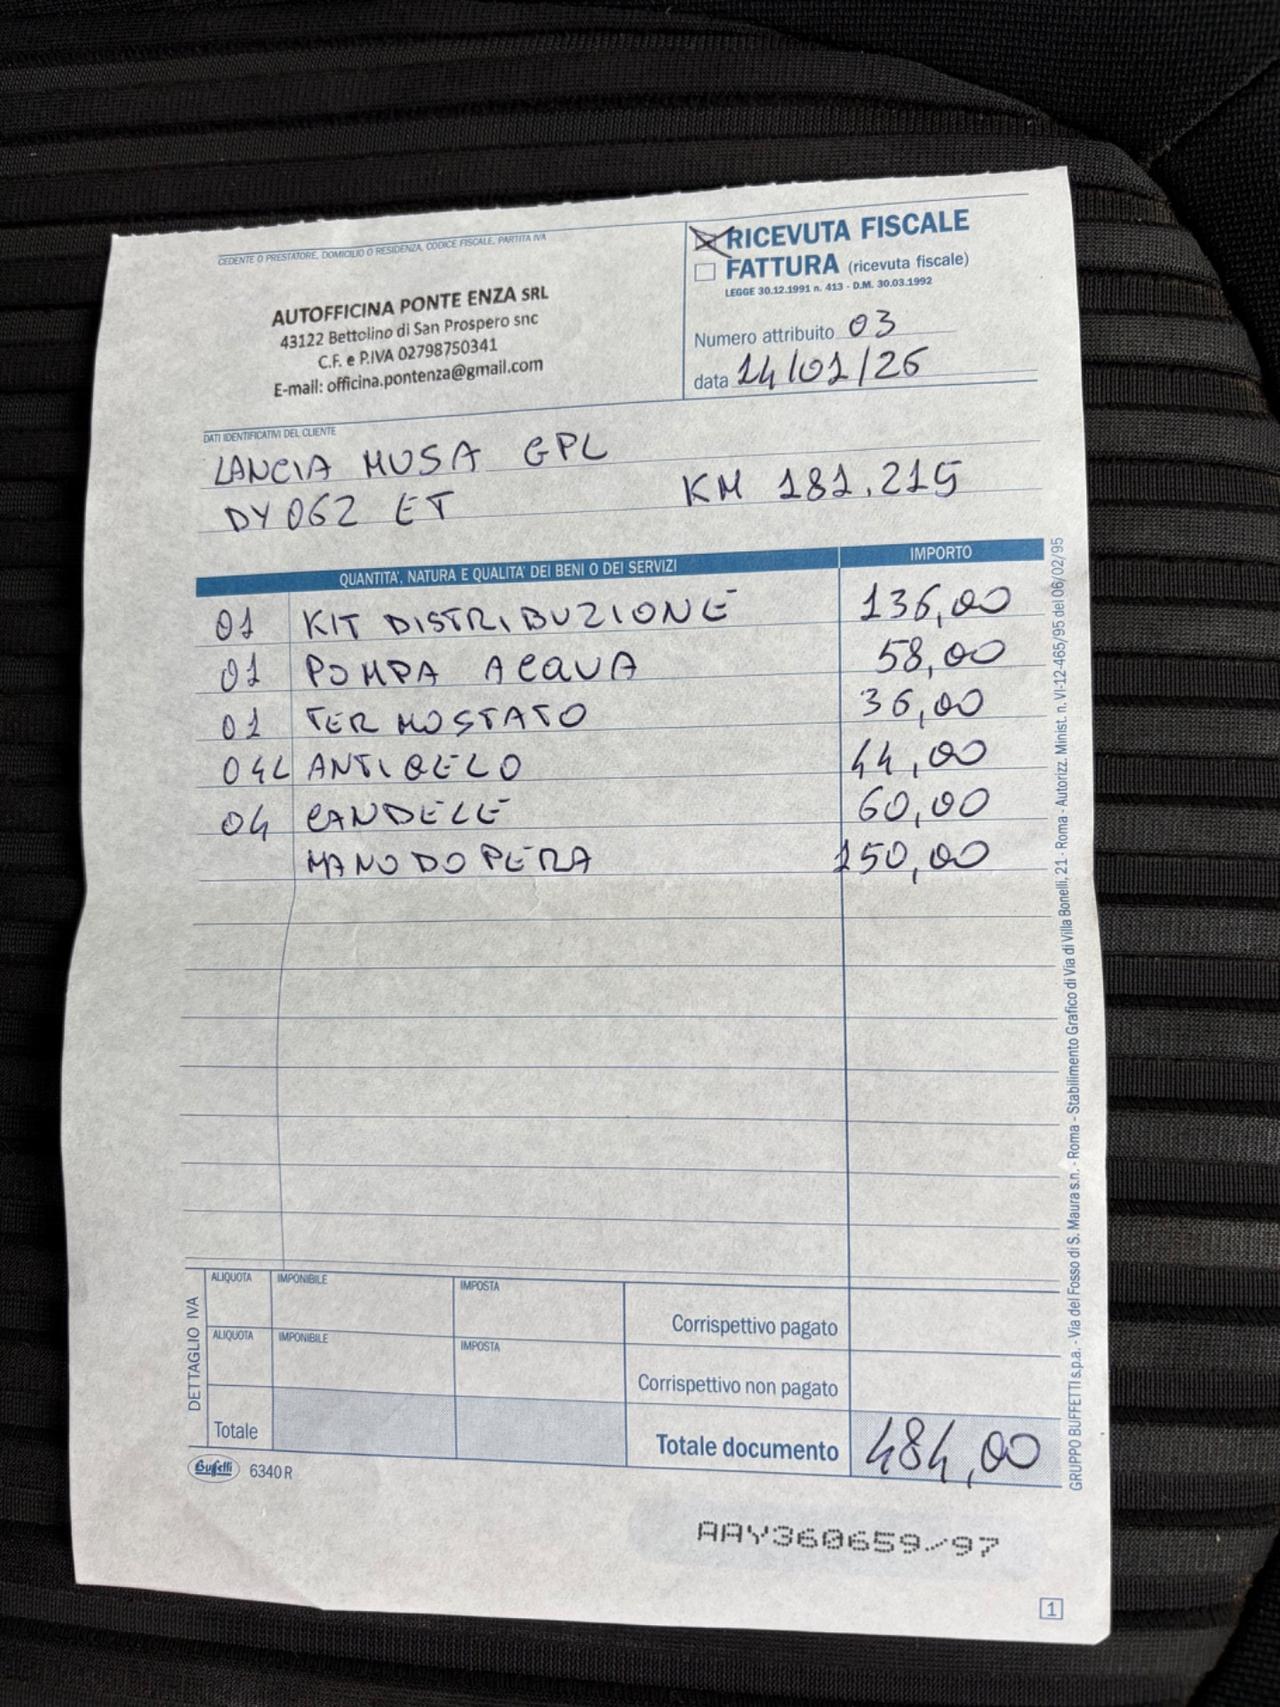 CEDENTE O PRESTATORE, DOMICILIO O RESIDENZA, CODICE FISCALE, PARTITA IVA
AUTOFFICINA PONTE ENZA SRL
43122 Bettolino di San Prospero snc
C.F. e P.IVA 02798750341
E-mail: officina.pontenza@gmail.com
RICEVUTA FISCALE
FATTURA (ricevuta fiscale)
LEGGE 30.12.1991 n. 413 - D.M. 30.03.1992
Numero attribuito 03
data 14/01/26
DATI IDENTIFICATIVI DEL CLIENTE
LANCIA MUSA GPL
DY062 ET KM 181.215
QUANTITA', NATURA E QUALITA' DEI BENI O DEI SERVIZI IMPORTO
01 KIT DISTRIBUZIONE 136,00
01 POMPA ACQUA 58,00
01 TERMOSTATO 36,00
04L ANTIGELO 44,00
04 CANDELE 60,00
MANODOPERA 150,00
DETTAGLIO IVA
ALIQUOTA IMPONIBILE IMPOSTA
Corrispettivo pagato
ALIQUOTA IMPONIBILE IMPOSTA
Corrispettivo non pagato
Totale
Totale documento 484,00
Buffetti 6340 R
AAY360659/97
1
GRUPPO BUFFETTI s.p.a. - Via del Fosso di S. Maura s.n. - Roma - Stabilimento Grafico di Via di Villa Bonelli, 21 - Roma - Autorizz. Minist. n. VI-12-465/95 del 06/02/95